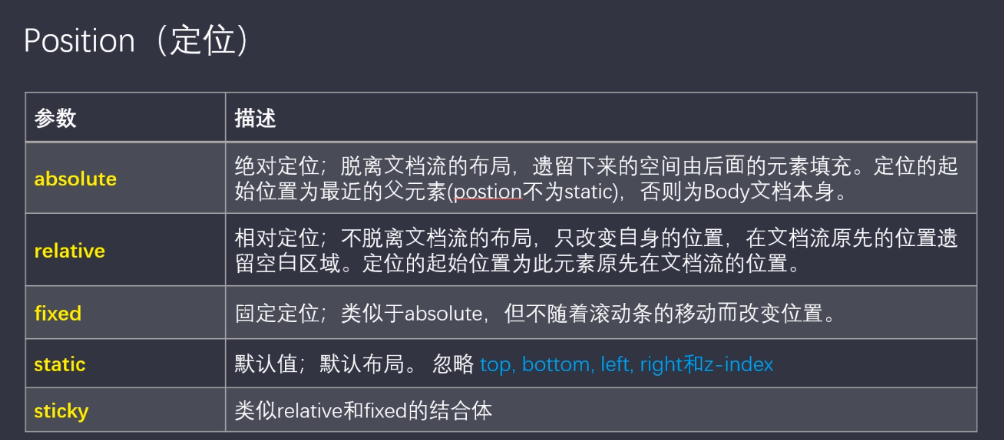 Position（定位）
参数 描述
absolute
绝对定位；脱离文档流的布局，遗留下来的空间由后面的元素填充。定位的起
始位置为最近的父元素(postion不为static)，否则为Body文档本身。
relative
相对定位；不脱离文档流的布局，只改变自身的位置，在文档流原先的位置遗
留空白区域。定位的起始位置为此元素原先在文档流的位置。
fixed 固定定位；类似于absolute，但不随着滚动条的移动而改变位置。
static 默认值；默认布局。 忽略 top, bottom, left, right和z-index
sticky 类似relative和fixed的结合体